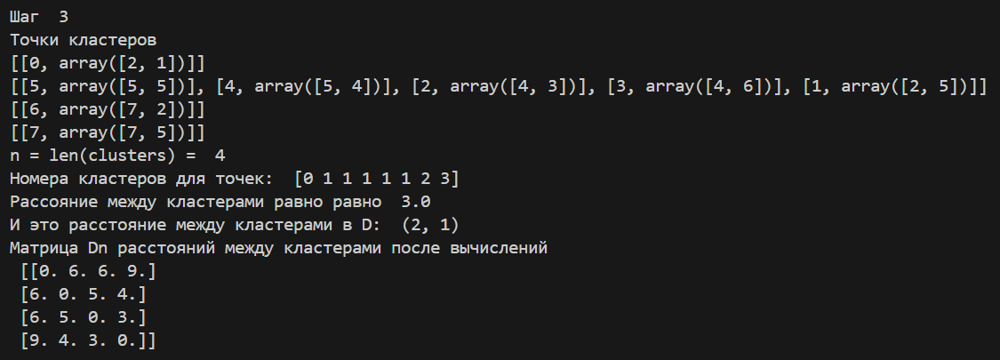 Шаг  3
Точки кластеров
[[0, array([2, 1])]]
[[5, array([5, 5])], [4, array([5, 4])], [2, array([4, 3])], [3, array([4, 6])], [1, array([2, 5])]]
[[6, array([7, 2])]]
[[7, array([7, 5])]]
n = len(clusters) =  4
Номера кластеров для точек:  [0 1 1 1 1 1 2 3]
Рассояние между кластерами равно равно  3.0
И это расстояние между кластерами в D:  (2, 1)
Матрица Dn расстояний между кластерами после вычислений
 [[0. 6. 6. 9.]
 [6. 0. 5. 4.]
 [6. 5. 0. 3.]
 [9. 4. 3. 0.]]